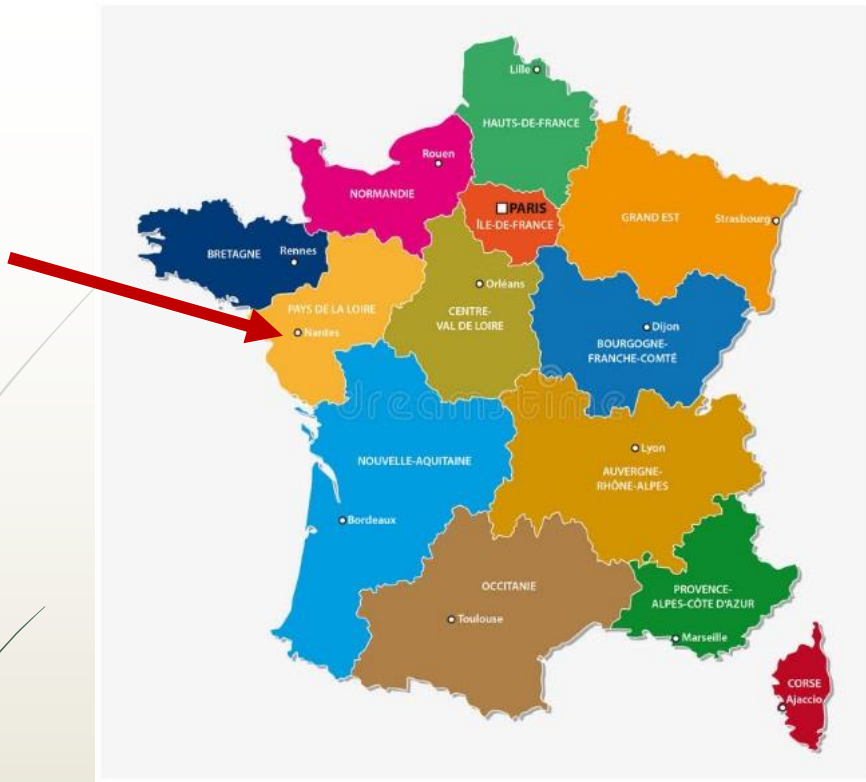 Lille
HAUTS-DE-FRANCE
Rouen
NORMANDIE
PARIS
ÎLE-DE-FRANCE
GRAND EST
Strasbourg
BRETAGNE
Rennes
Orléans
PAYS DE LA LOIRE
CENTRE-
VAL DE LOIRE
Nantes
Dijon
BOURGOGNE-
FRANCHE-COMTÉ
dreamstime
Lyon
NOUVELLE-AQUITAINE
AUVERGNE-
RHÔNE-ALPES
Bordeaux
OCCITANIE
PROVENCE-
ALPES-CÔTE D'AZUR
Toulouse
Marseille
CORSE
Ajaccio